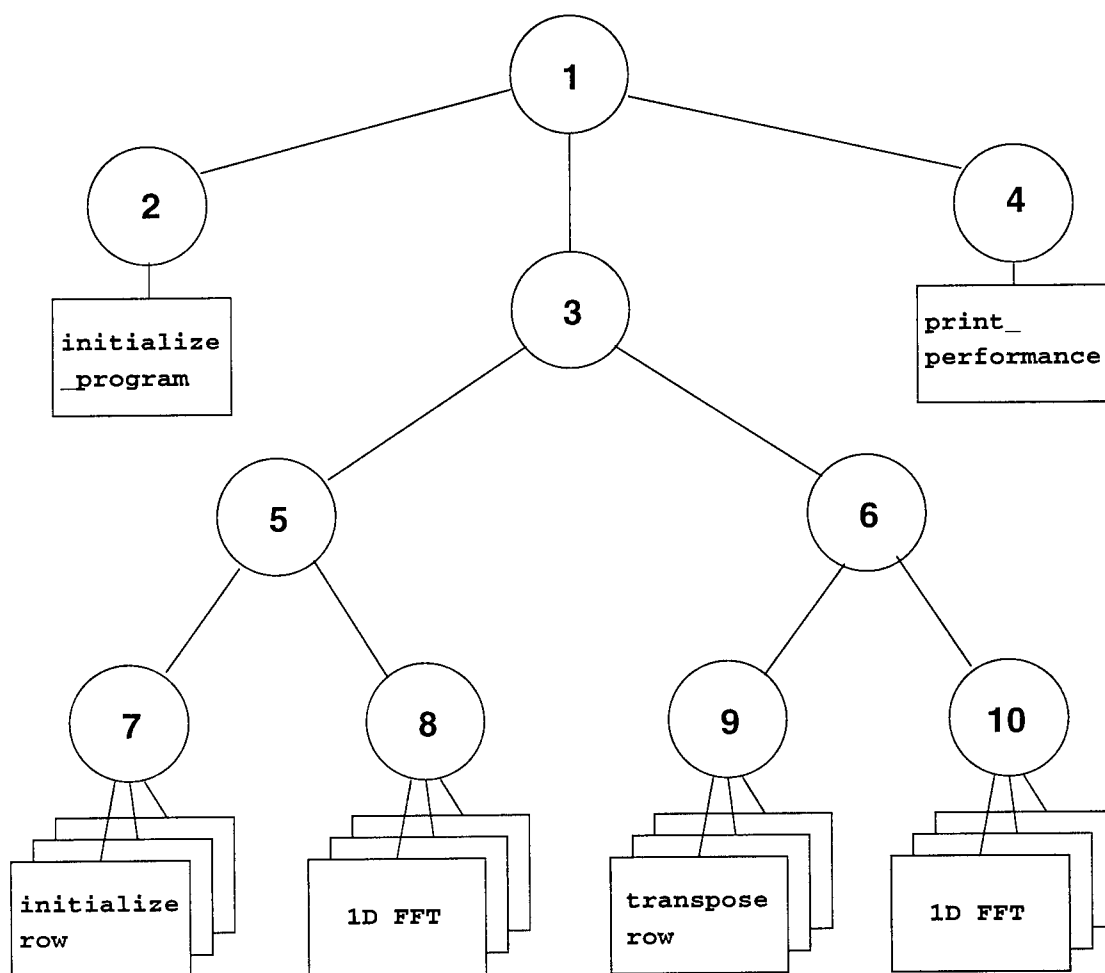 1
2
4
initialize
_program
3
print_
performance
5
6
7
8
9
10
initialize
row
1D FFT
transpose
row
1D FFT